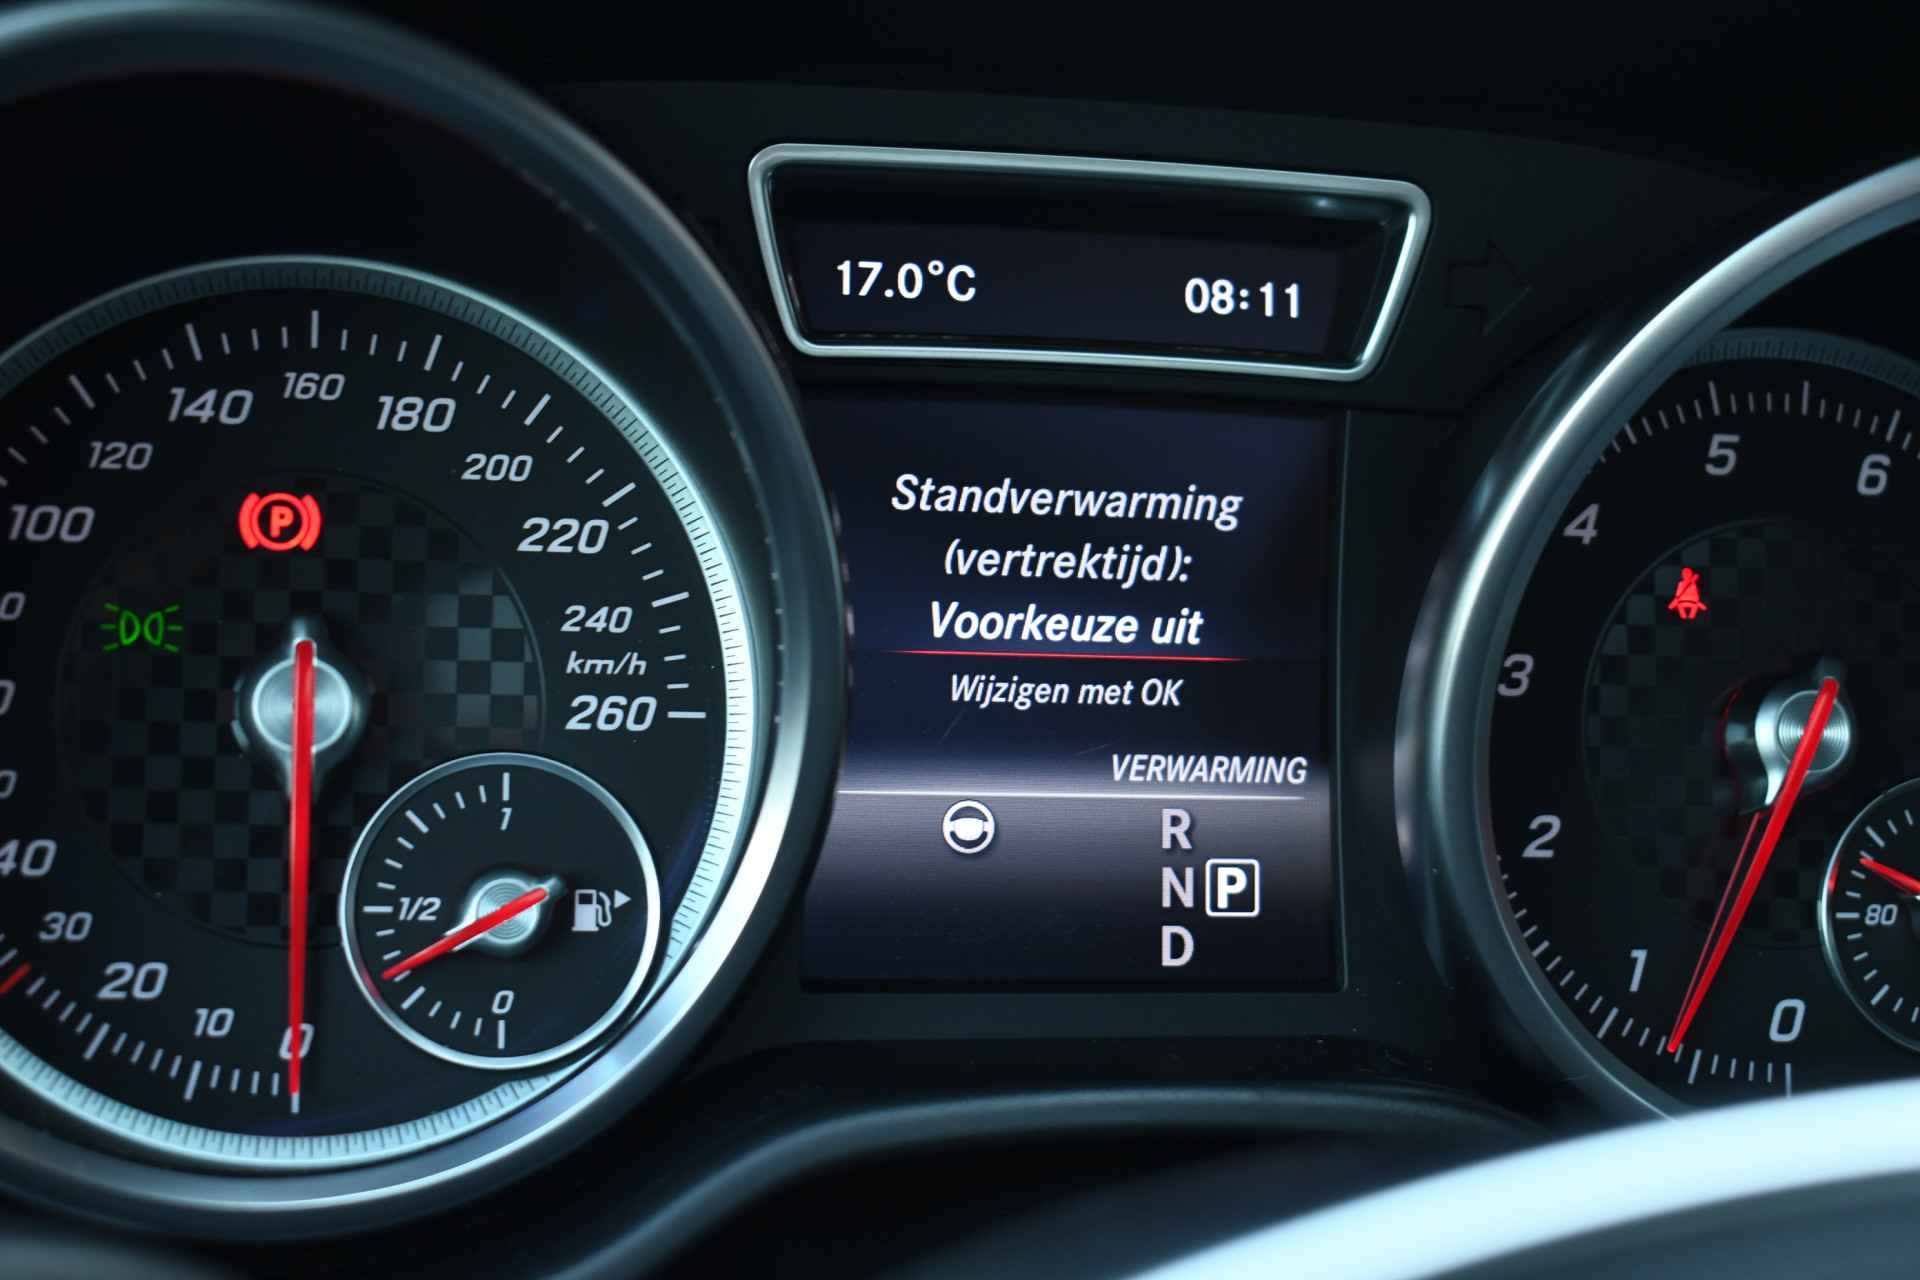 17.0°C 08:11
Standverwarming
(vertrektijd):
Voorkeuze uit
Wijzigen met OK
VERWARMING
R
N P
D
10
20
30
40
100
120
140
160
180
200
220
240
km/h
260
P
1
1/2
0
0
0
1
2
3
4
5
6
80